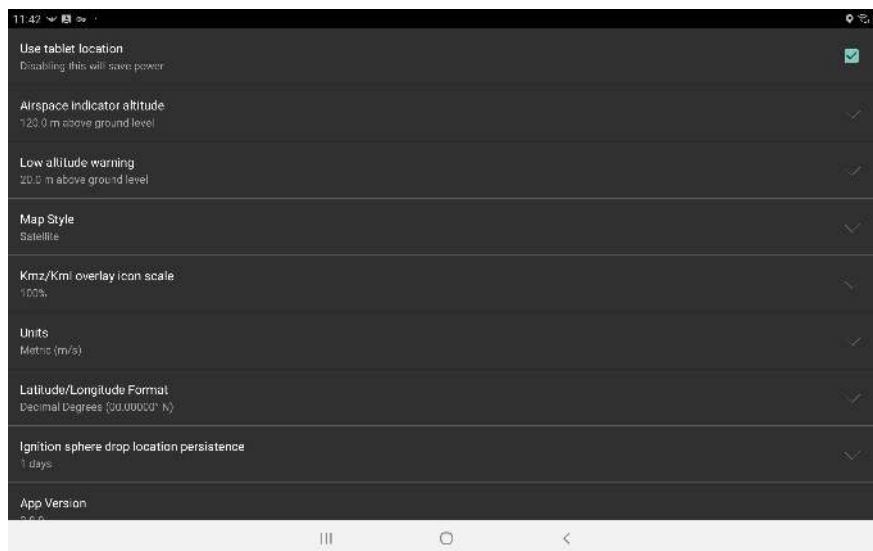 11:42
Use tablet location
Disabling this will save power
Airspace indicator altitude
120.0 m above ground level
Low altitude warning
20.0 m above ground level
Map Style
Satellite
Kmz/Kml overlay icon scale
100%
Units
Metric (m/s)
Latitude/Longitude Format
Decimal Degrees (00.00000° N)
Ignition sphere drop location persistence
1 days
App Version